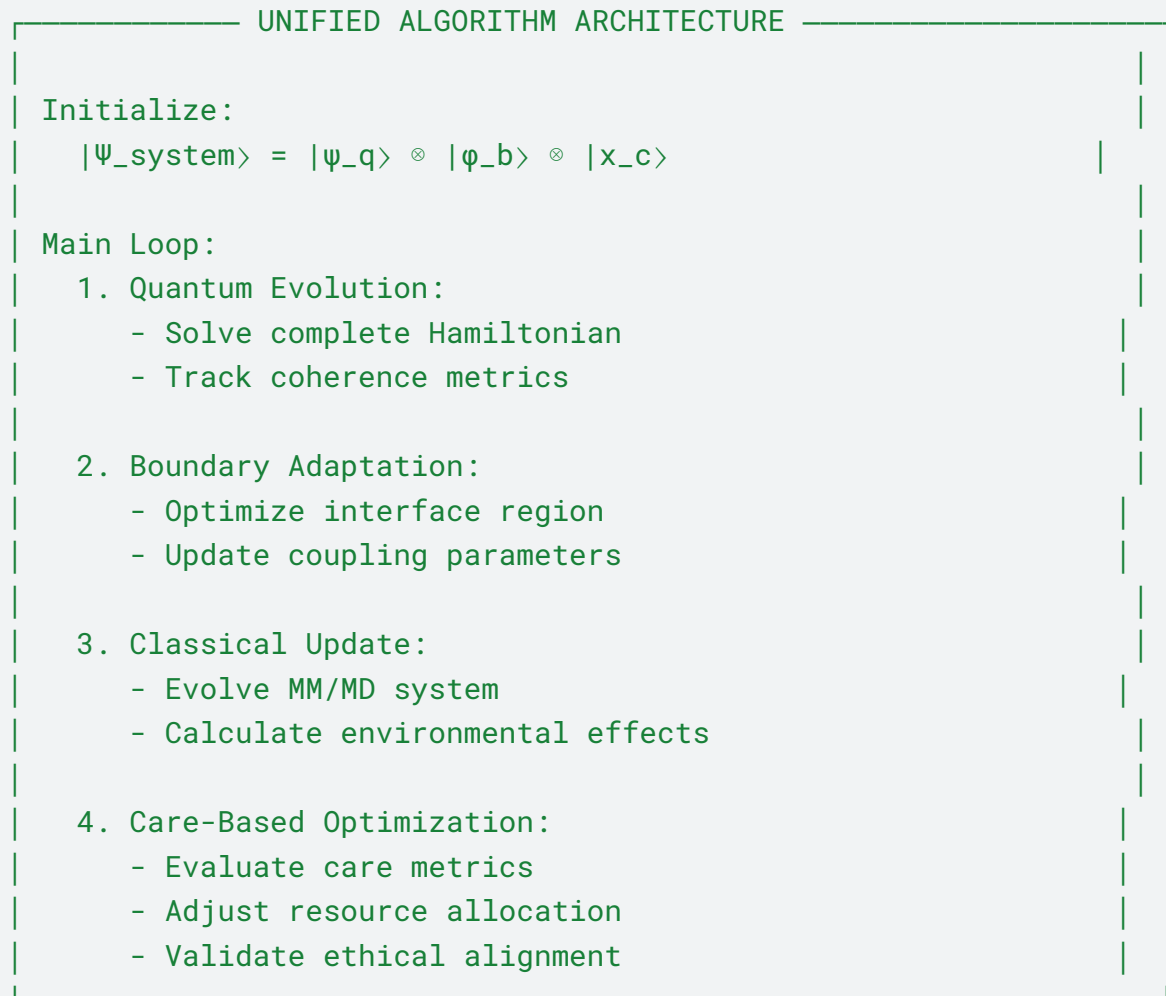 UNIFIED ALGORITHM ARCHITECTURE
Initialize:
|Ψ_system⟩ = |ψ_q⟩ ⊗ |φ_b⟩ ⊗ |x_c⟩
Main Loop:
1. Quantum Evolution:
- Solve complete Hamiltonian
- Track coherence metrics
2. Boundary Adaptation:
- Optimize interface region
- Update coupling parameters
3. Classical Update:
- Evolve MM/MD system
- Calculate environmental effects
4. Care-Based Optimization:
- Evaluate care metrics
- Adjust resource allocation
- Validate ethical alignment